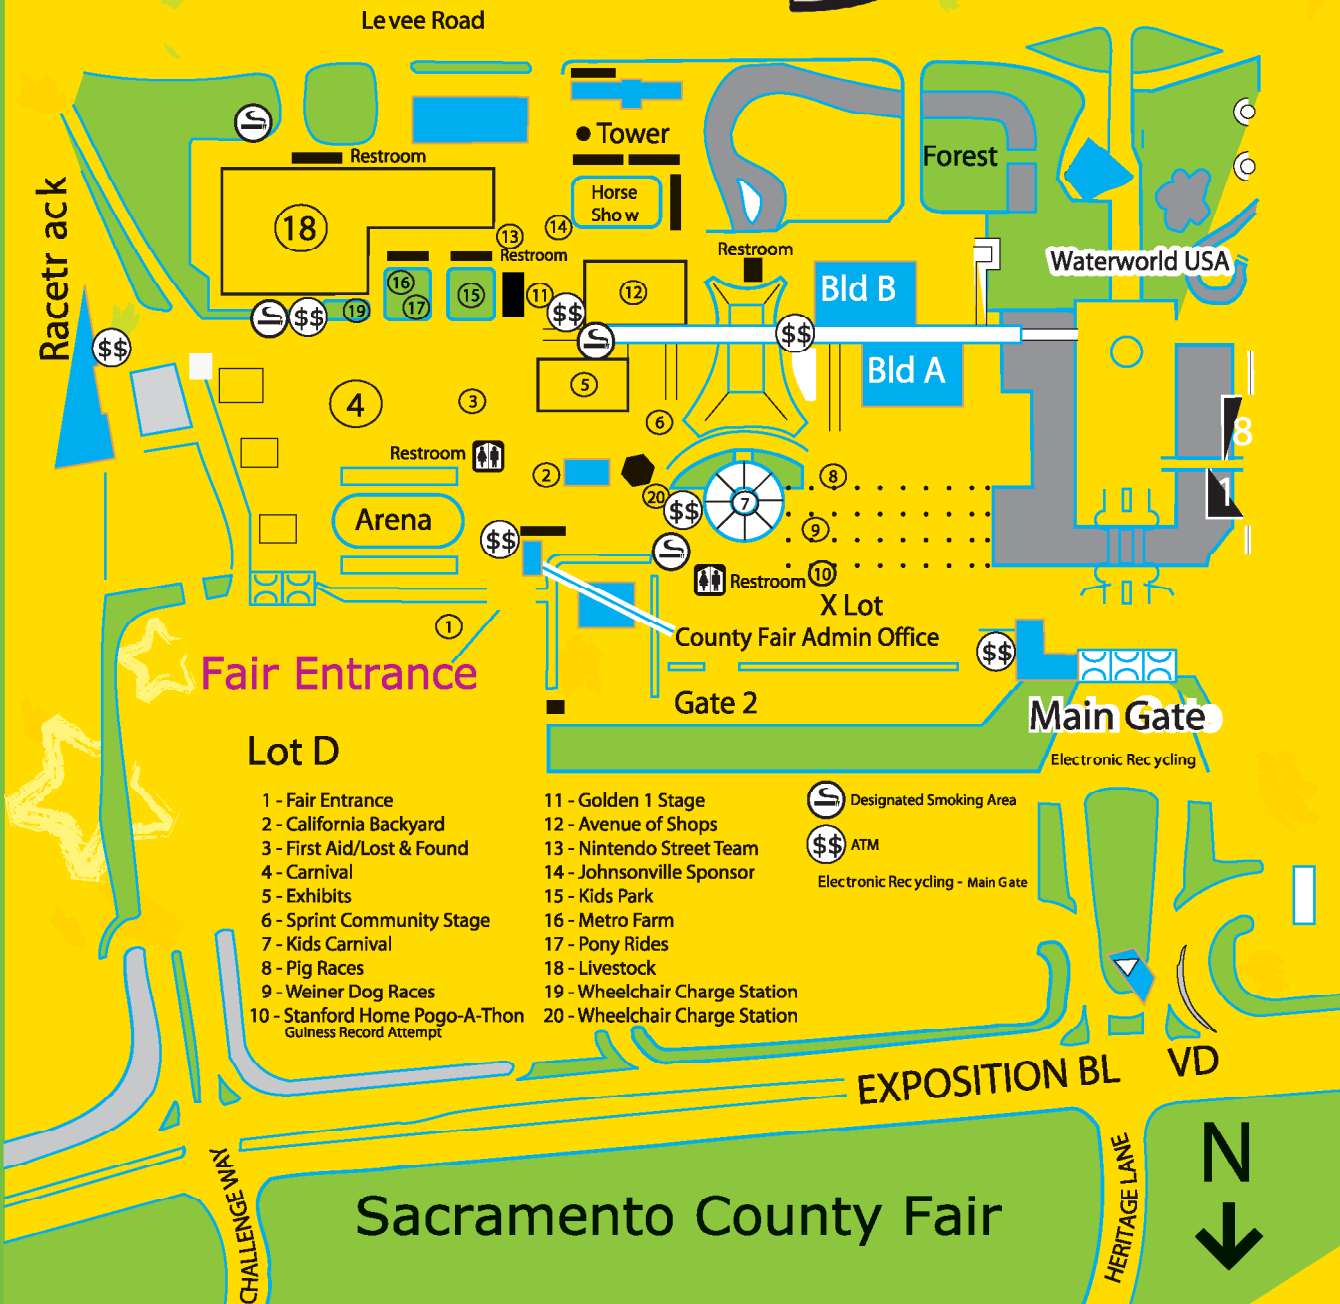 Levee Road
Restroom
Tower
Horse
Show
Forest
Racetrack
18
13
14
Restroom
Restroom
Waterworld USA
16
17
15
11
12
Bld B
19
$$
$$
$$
$$
Bld A
4
3
5
6
8
1
Restroom
2
20
$$
7
8
Arena
$$
9
Restroom
10
X Lot
1
County Fair Admin Office
$$
Fair Entrance
Gate 2
Main Gate
Electronic Recycling
Lot D
1 - Fair Entrance
2 - California Backyard
3 - First Aid/Lost & Found
4 - Carnival
5 - Exhibits
6 - Sprint Community Stage
7 - Kids Carnival
8 - Pig Races
9 - Weiner Dog Races
10 - Stanford Home Pogo-A-Thon
Guiness Record Attempt
11 - Golden 1 Stage
12 - Avenue of Shops
13 - Nintendo Street Team
14 - Johnsonville Sponsor
15 - Kids Park
16 - Metro Farm
17 - Pony Rides
18 - Livestock
19 - Wheelchair Charge Station
20 - Wheelchair Charge Station
Designated Smoking Area
$$ ATM
Electronic Recycling - Main Gate
EXPOSITION BLVD
CHALLENGE WAY
HERITAGE LANE
N
Sacramento County Fair